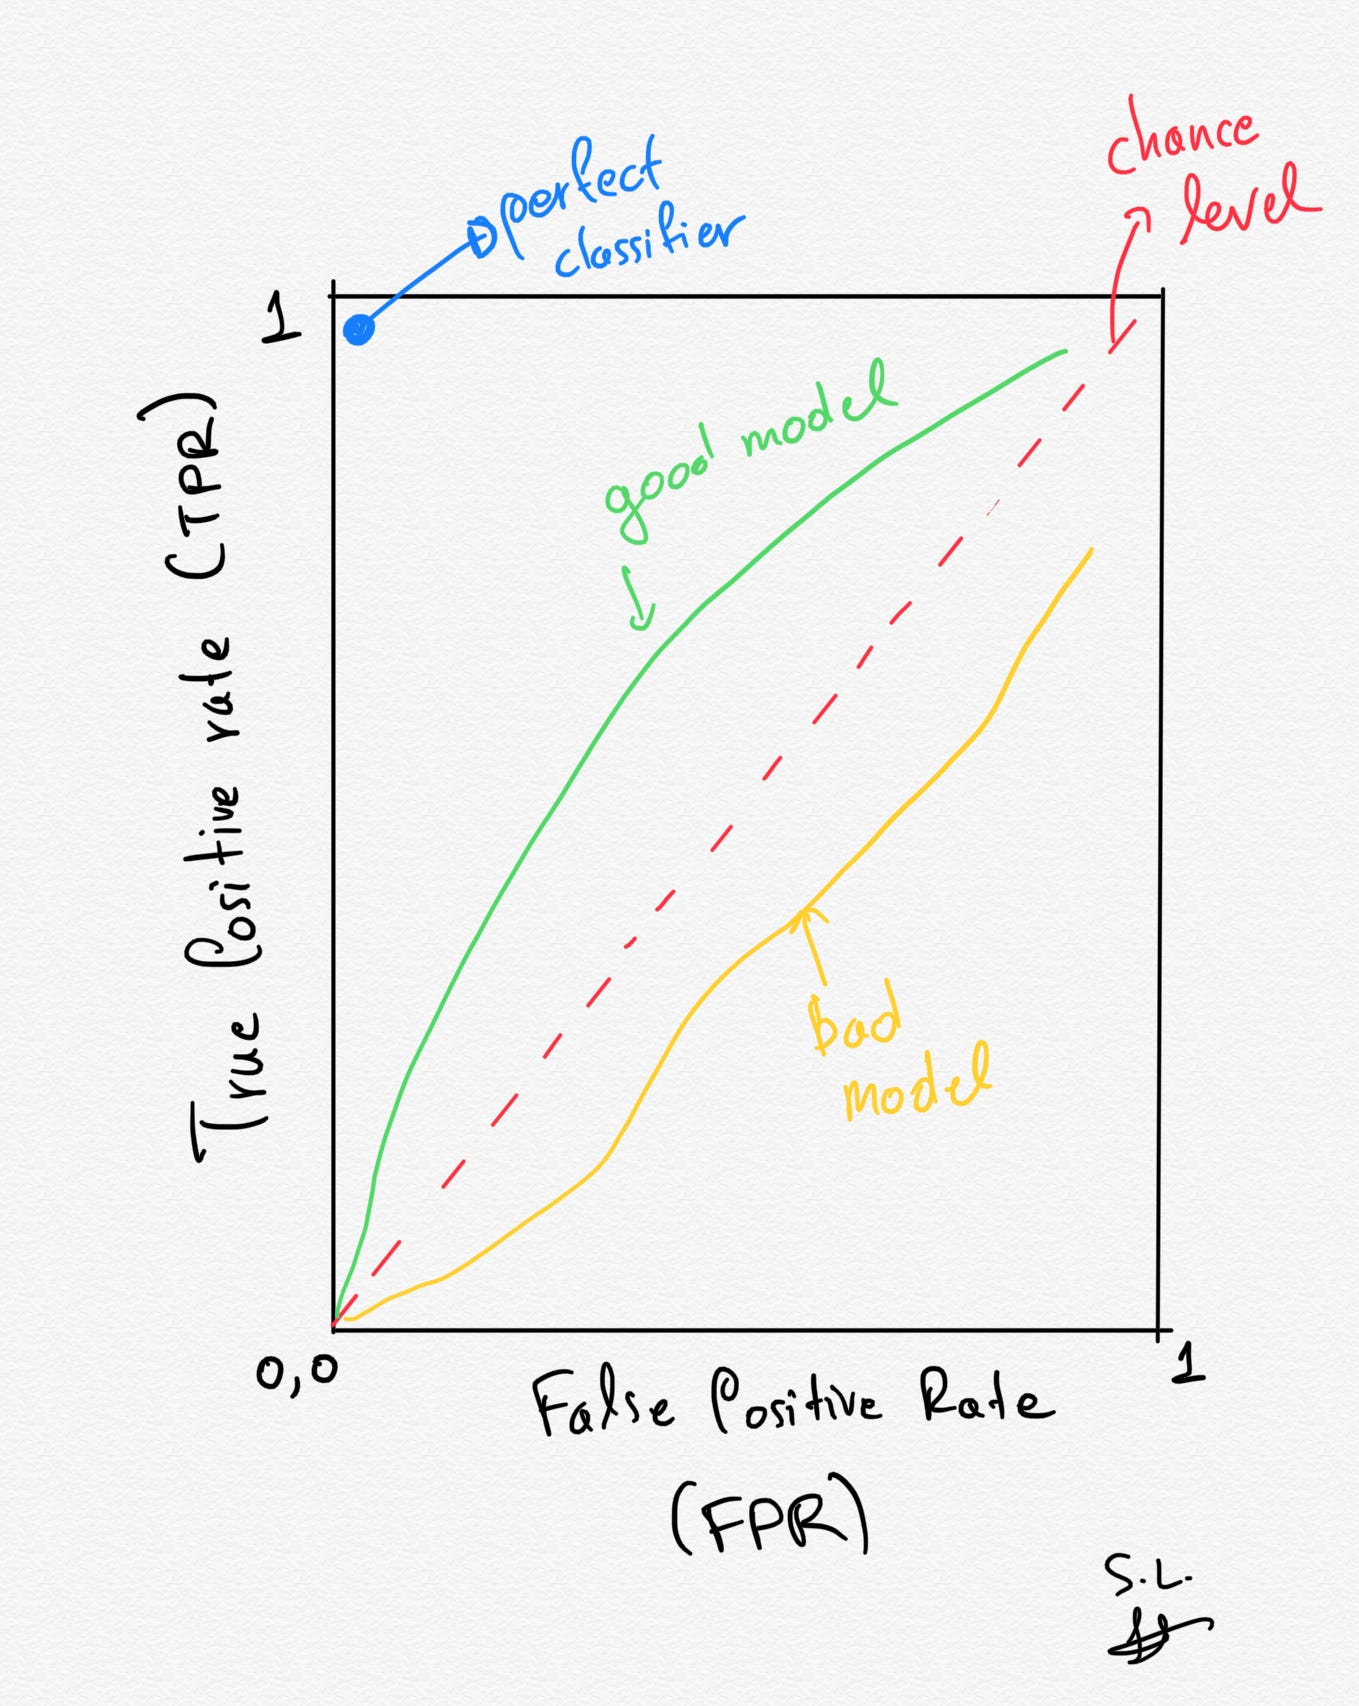 perfect
classifier
chance
level
1
good model
True Positive rate (TPR)
Bad
model
0,0
1
False Positive Rate
(FPR)
S.L.